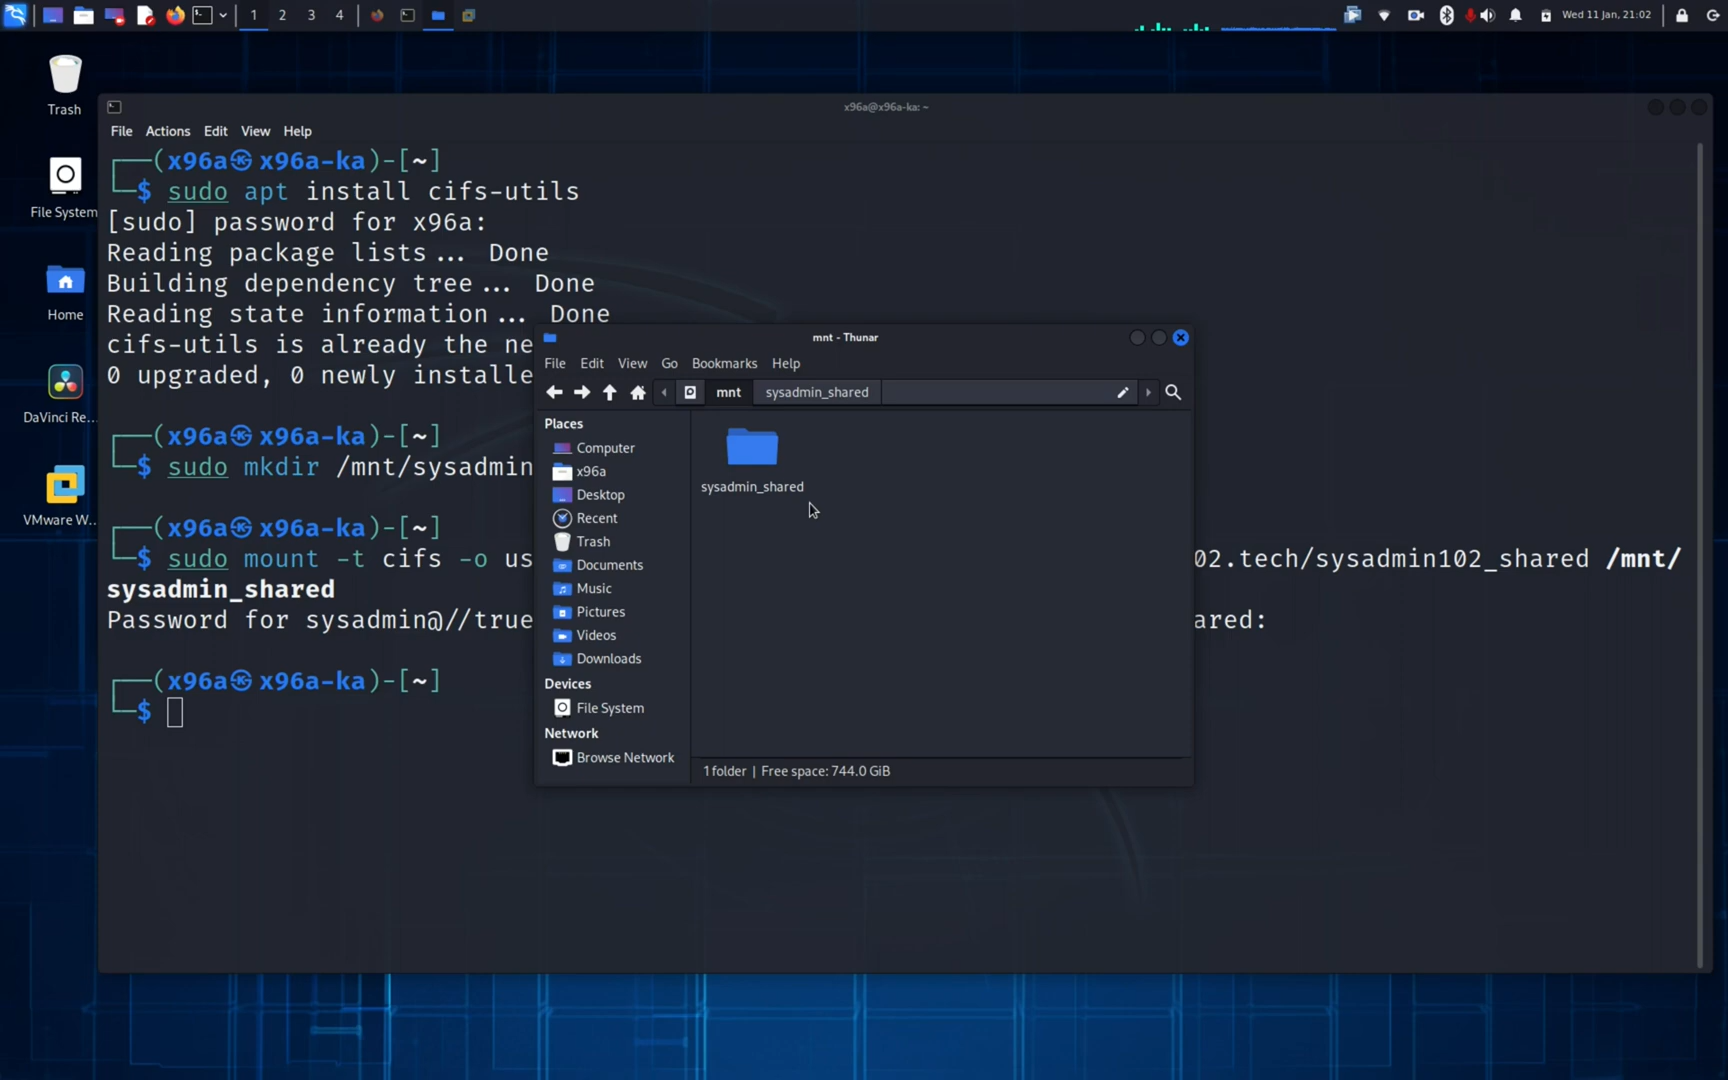 1 2 3 4
Wed 11 Jan, 21:02
Trash
File System
Home
DaVinci Re...
VMware W...
x96a@x96a-ka: ~
File Actions Edit View Help
┌──(x96a㉿x96a-ka)-[~]
└─$ sudo apt install cifs-utils
[sudo] password for x96a:
Reading package lists... Done
Building dependency tree... Done
Reading state information... Done
cifs-utils is already the ne
0 upgraded, 0 newly installe
┌──(x96a㉿x96a-ka)-[~]
└─$ sudo mkdir /mnt/sysadmin
┌──(x96a㉿x96a-ka)-[~]
└─$ sudo mount -t cifs -o us 02.tech/sysadmin102_shared /mnt/
sysadmin_shared
Password for sysadmin@//true ared:
┌──(x96a㉿x96a-ka)-[~]
└─$
mnt - Thunar
File Edit View Go Bookmarks Help
mnt sysadmin_shared
Places
Computer
x96a
Desktop
Recent
Trash
Documents
Music
Pictures
Videos
Downloads
Devices
File System
Network
Browse Network
sysadmin_shared
1 folder | Free space: 744.0 GiB